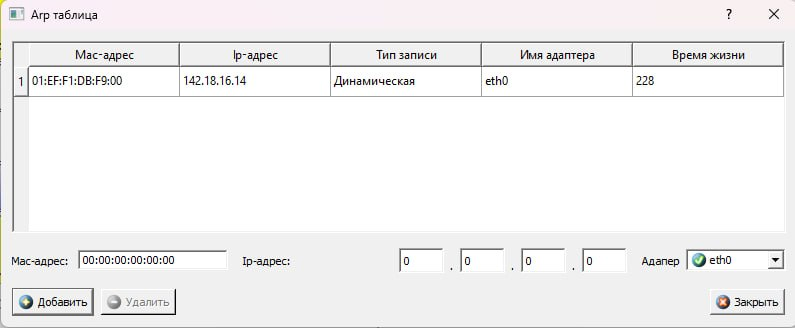 Arp таблица
?
Mac-адрес Ip-адрес Тип записи Имя адаптера Время жизни
1 01:EF:F1:DB:F9:00 142.18.16.14 Динамическая eth0 228
Mac-адрес: 00:00:00:00:00:00 Ip-адрес: 0 . 0 . 0 . 0 Адапер eth0
Добавить Удалить Закрыть